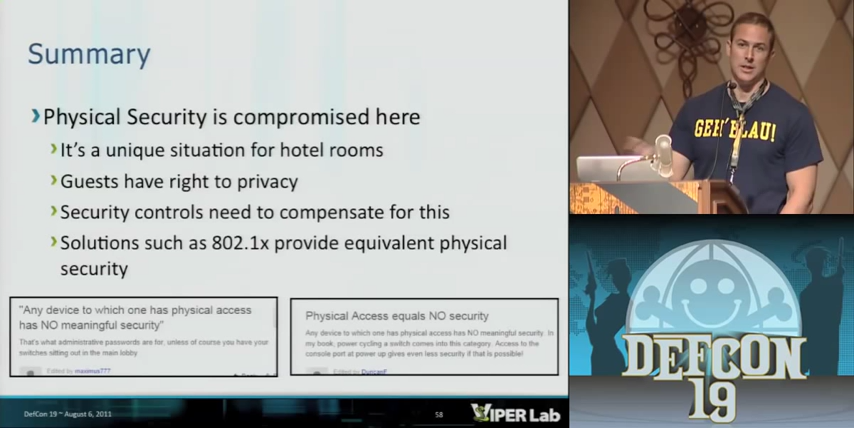 Summary
Physical Security is compromised here
It's a unique situation for hotel rooms
Guests have right to privacy
Security controls need to compensate for this
Solutions such as 802.1x provide equivalent physical
security
"Any device to which one has physical access
has NO meaningful security"
That's what administrative passwords are for, unless of course you have your
switches sitting out in the main lobby
Edited by maximus777
Physical Access equals NO security
Any device to which one has physical access has NO meaningful security. In
my book, power cycling a switch comes into this category. Access to the
console port at power up gives even less security if that is possible!
Edited by DuncanF
DefCon 19 ~ August 6, 2011
58
VIPER Lab
GEH' BLAU!
DEFCON
19